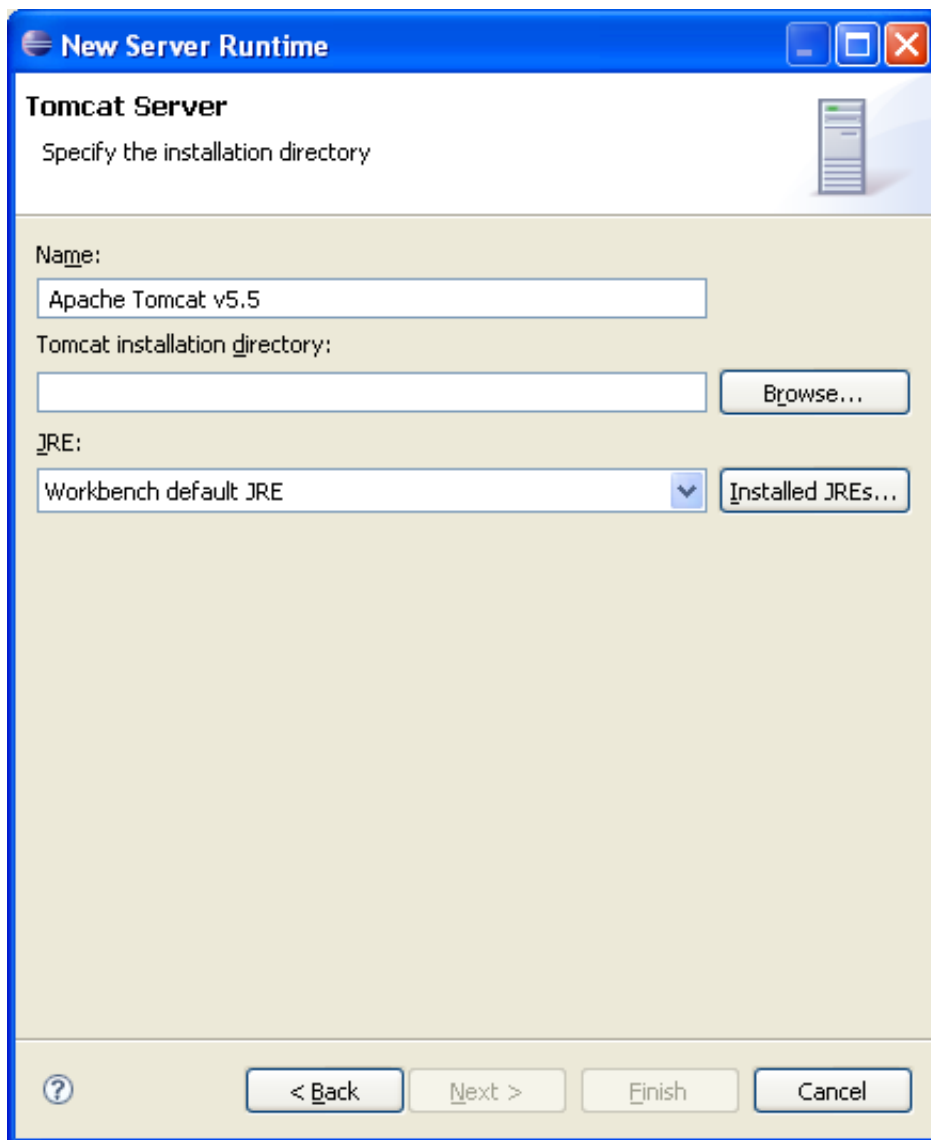 New Server Runtime
Tomcat Server
Specify the installation directory
Name:
Apache Tomcat v5.5
Tomcat installation directory:
Browse...
JRE:
Workbench default JRE
Installed JREs...
?
< Back
Next >
Finish
Cancel